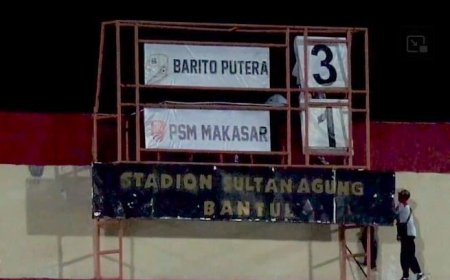 BARITO PUTERA
3
PSM MAKASAR
1
STADION SULTAN AGUNG
BANTUL